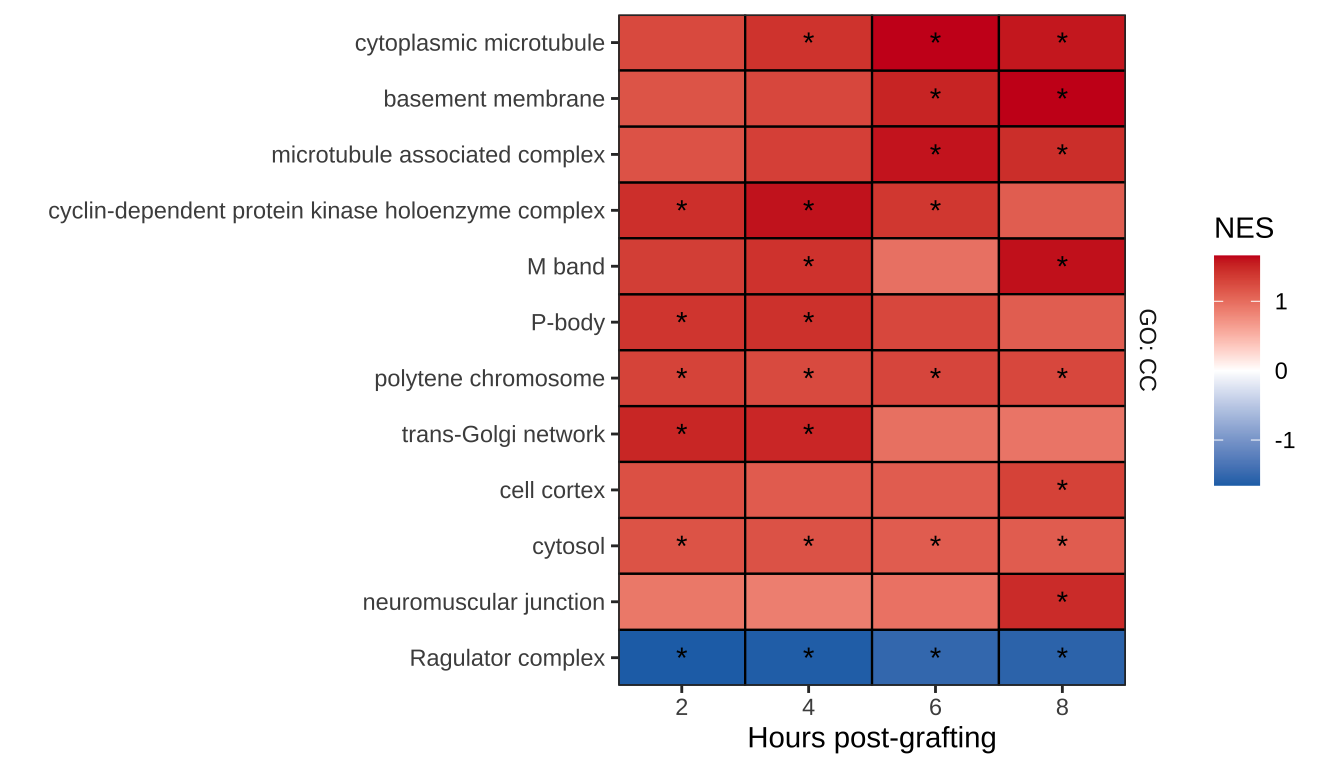 cytoplasmic microtubule * * *
basement membrane * *
microtubule associated complex * *
cyclin-dependent protein kinase holoenzyme complex * * *
M band * *
P-body * *
polytene chromosome * * * *
trans-Golgi network * *
cell cortex *
cytosol * * * *
neuromuscular junction *
Ragulator complex * * * *
2 4 6 8
Hours post-grafting
GO: CC
NES
1
0
-1